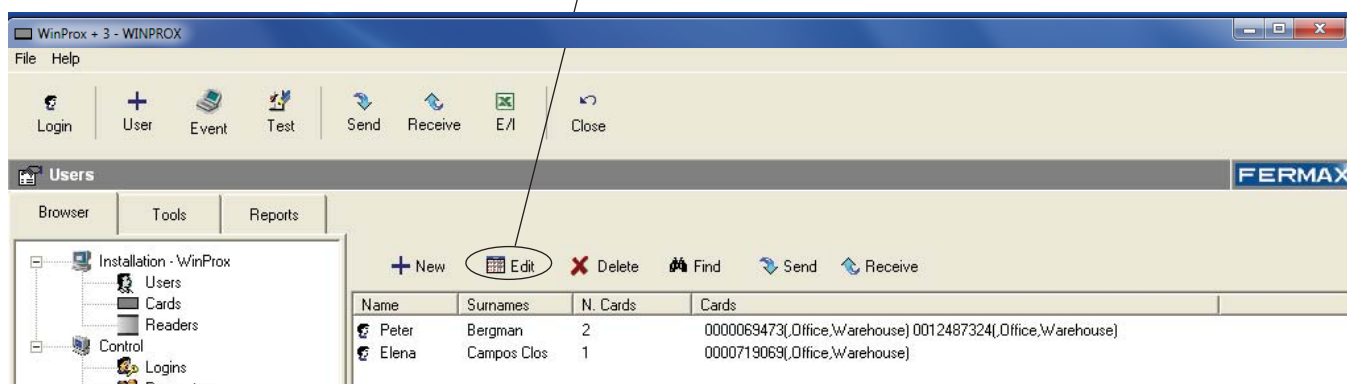 WinProx + 3 - WINPROX
File Help
Login User Event Test Send Receive E/I Close
Users FERMAX
Browser Tools Reports
New Edit Delete Find Send Receive
Installation - WinProx
Users
Cards
Readers
Control
Logins
Name Surnames N. Cards Cards
Peter Bergman 2 0000069473(,Office,Warehouse) 0012487324(,Office,Warehouse)
Elena Campos Clos 1 0000719069(,Office,Warehouse)